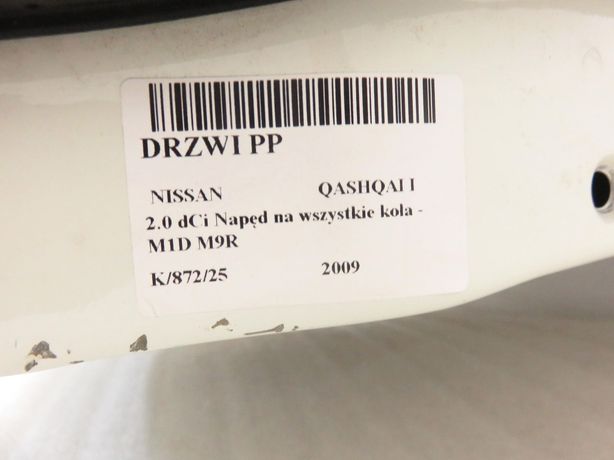 DRZWI PP
NISSAN QASHQAI I
2.0 dCi Napęd na wszystkie koła -
M1D M9R
K/872/25 2009